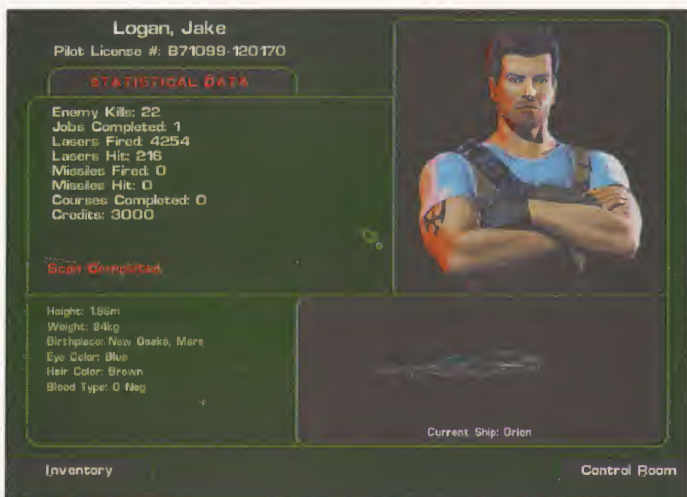 Logan, Jake
Pilot License #: B71099-120170
STATISTICAL DATA
Enemy Kills: 22
Jobs Completed: 1
Lasers Fired: 4254
Lasers Hit: 216
Missiles Fired: 0
Missiles Hit: 0
Courses Completed: 0
Credits: 3000
Scan Completed
Height: 1.85m
Weight: 84kg
Birthplace: New Osaka, Mars
Eye Color: Blue
Hair Color: Brown
Blood Type: O Neg
Current Ship: Orion
Inventory
Control Room